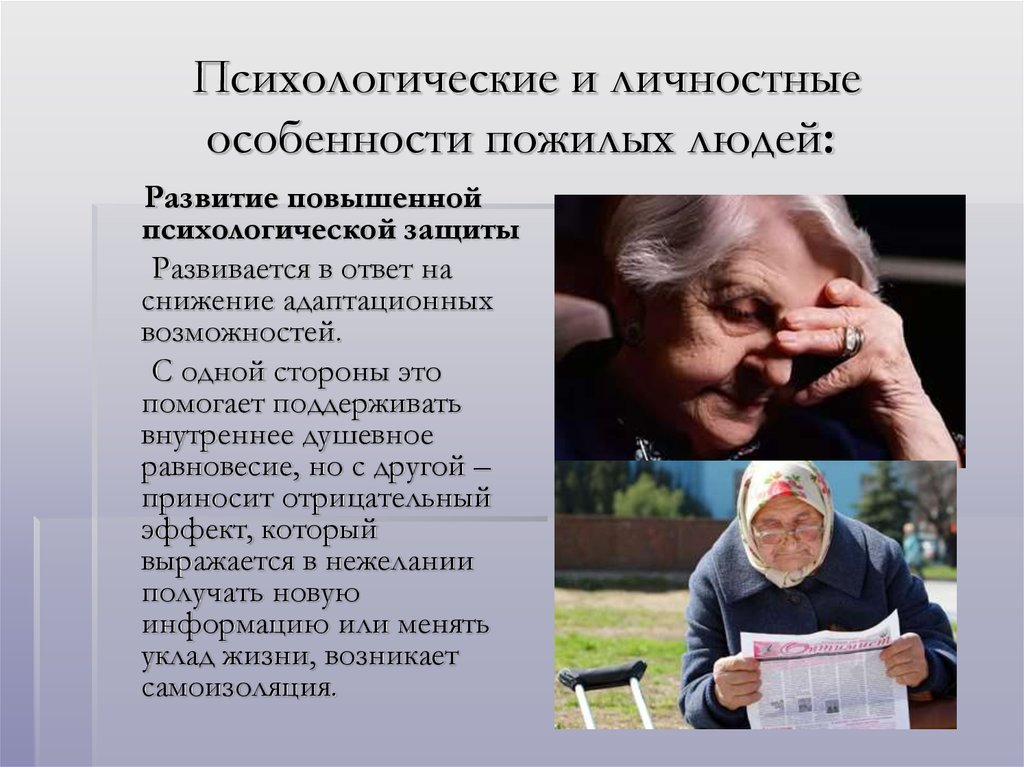 Психологические и личностные
особенности пожилых людей:
Развитие повышенной
психологической защиты
Развивается в ответ на
снижение адаптационных
возможностей.
С одной стороны это
помогает поддерживать
внутреннее душевное
равновесие, но с другой –
приносит отрицательный
эффект, который
выражается в нежелании
получать новую
информацию или менять
уклад жизни, возникает
самоизоляция.
Оптимист